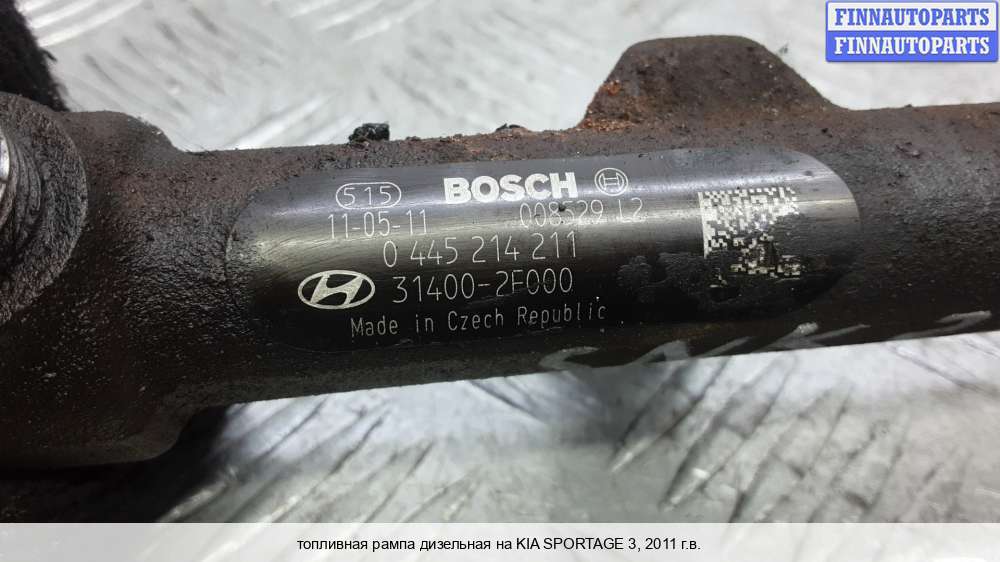 FINNAUTOPARTS
FINNAUTOPARTS
515
BOSCH
11-05-11
L2
0 445 214 211
31400-2F000
Made in Czech Republic
топливная рампа дизельная на KIA SPORTAGE 3, 2011 г.в.